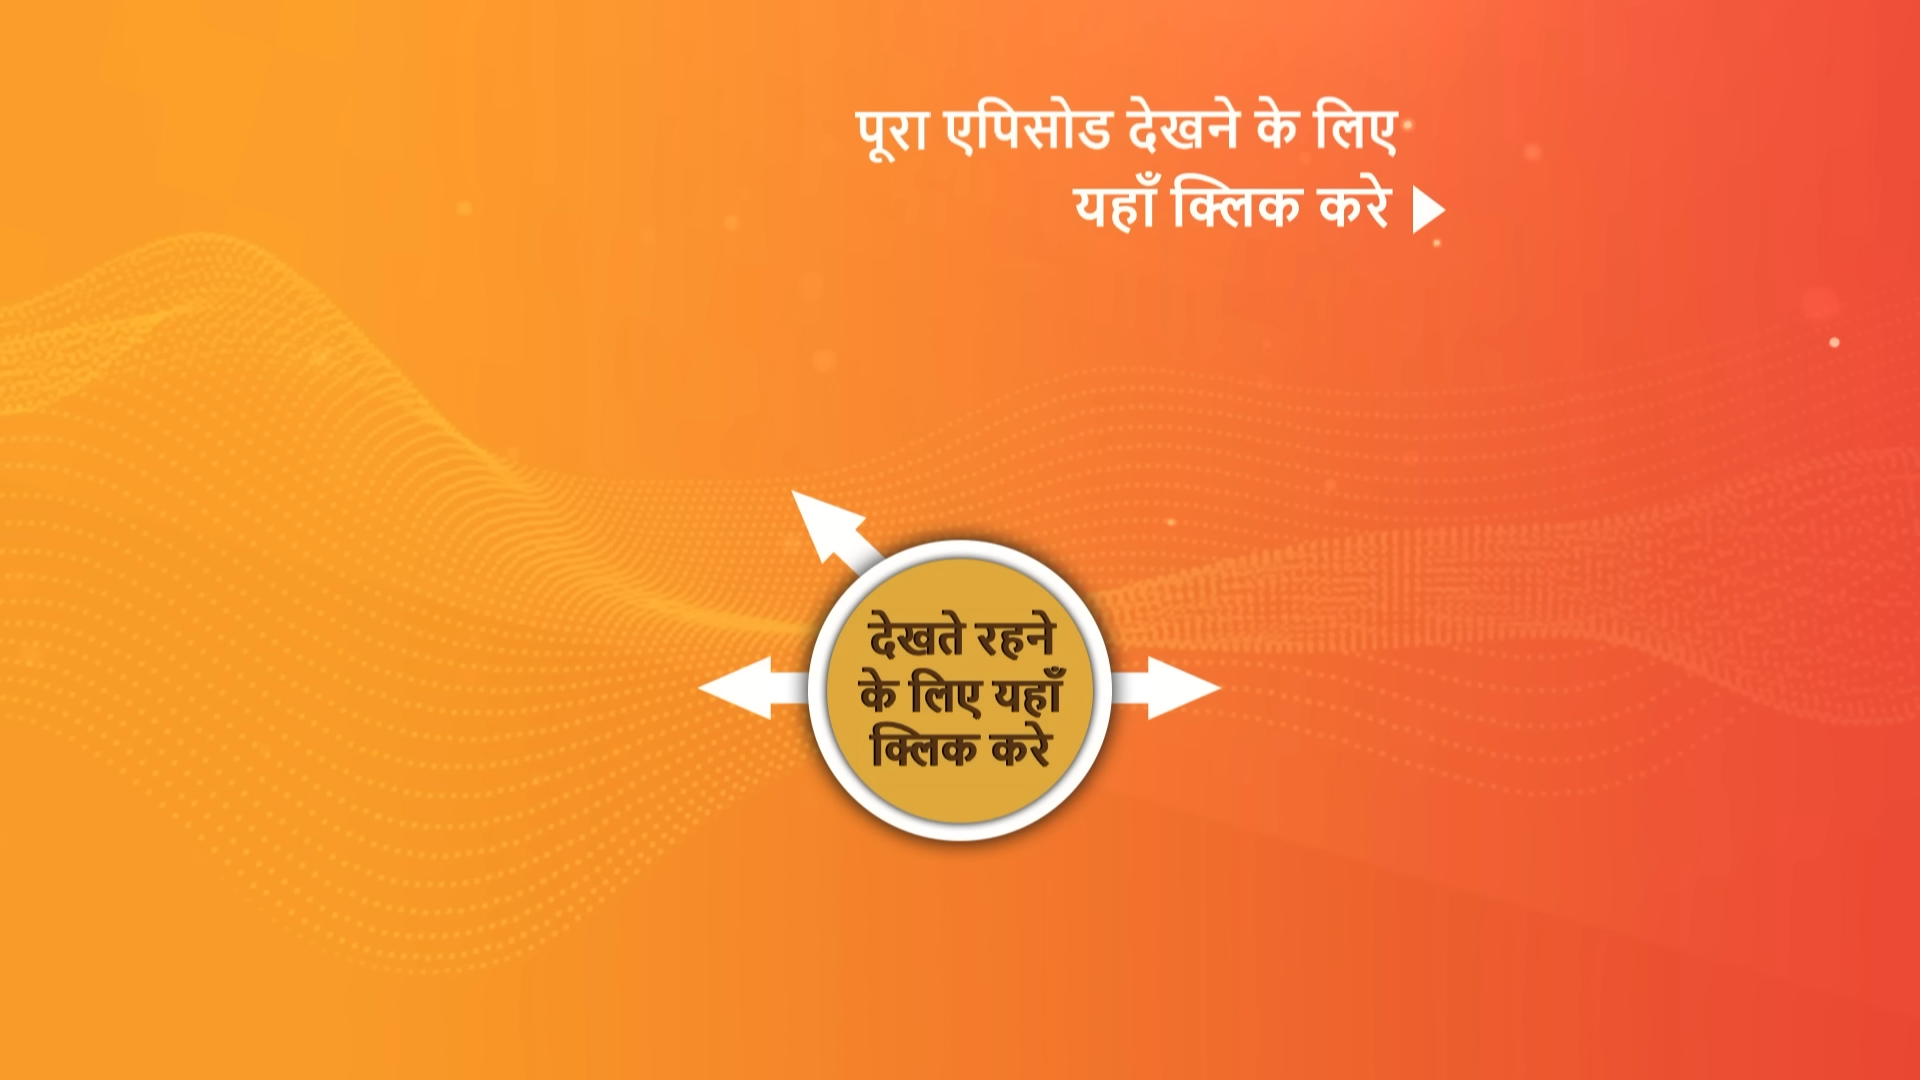 पूरा एपिसोड देखने के लिए
यहाँ क्लिक करे
देखते रहने
के लिए यहाँ
क्लिक करे